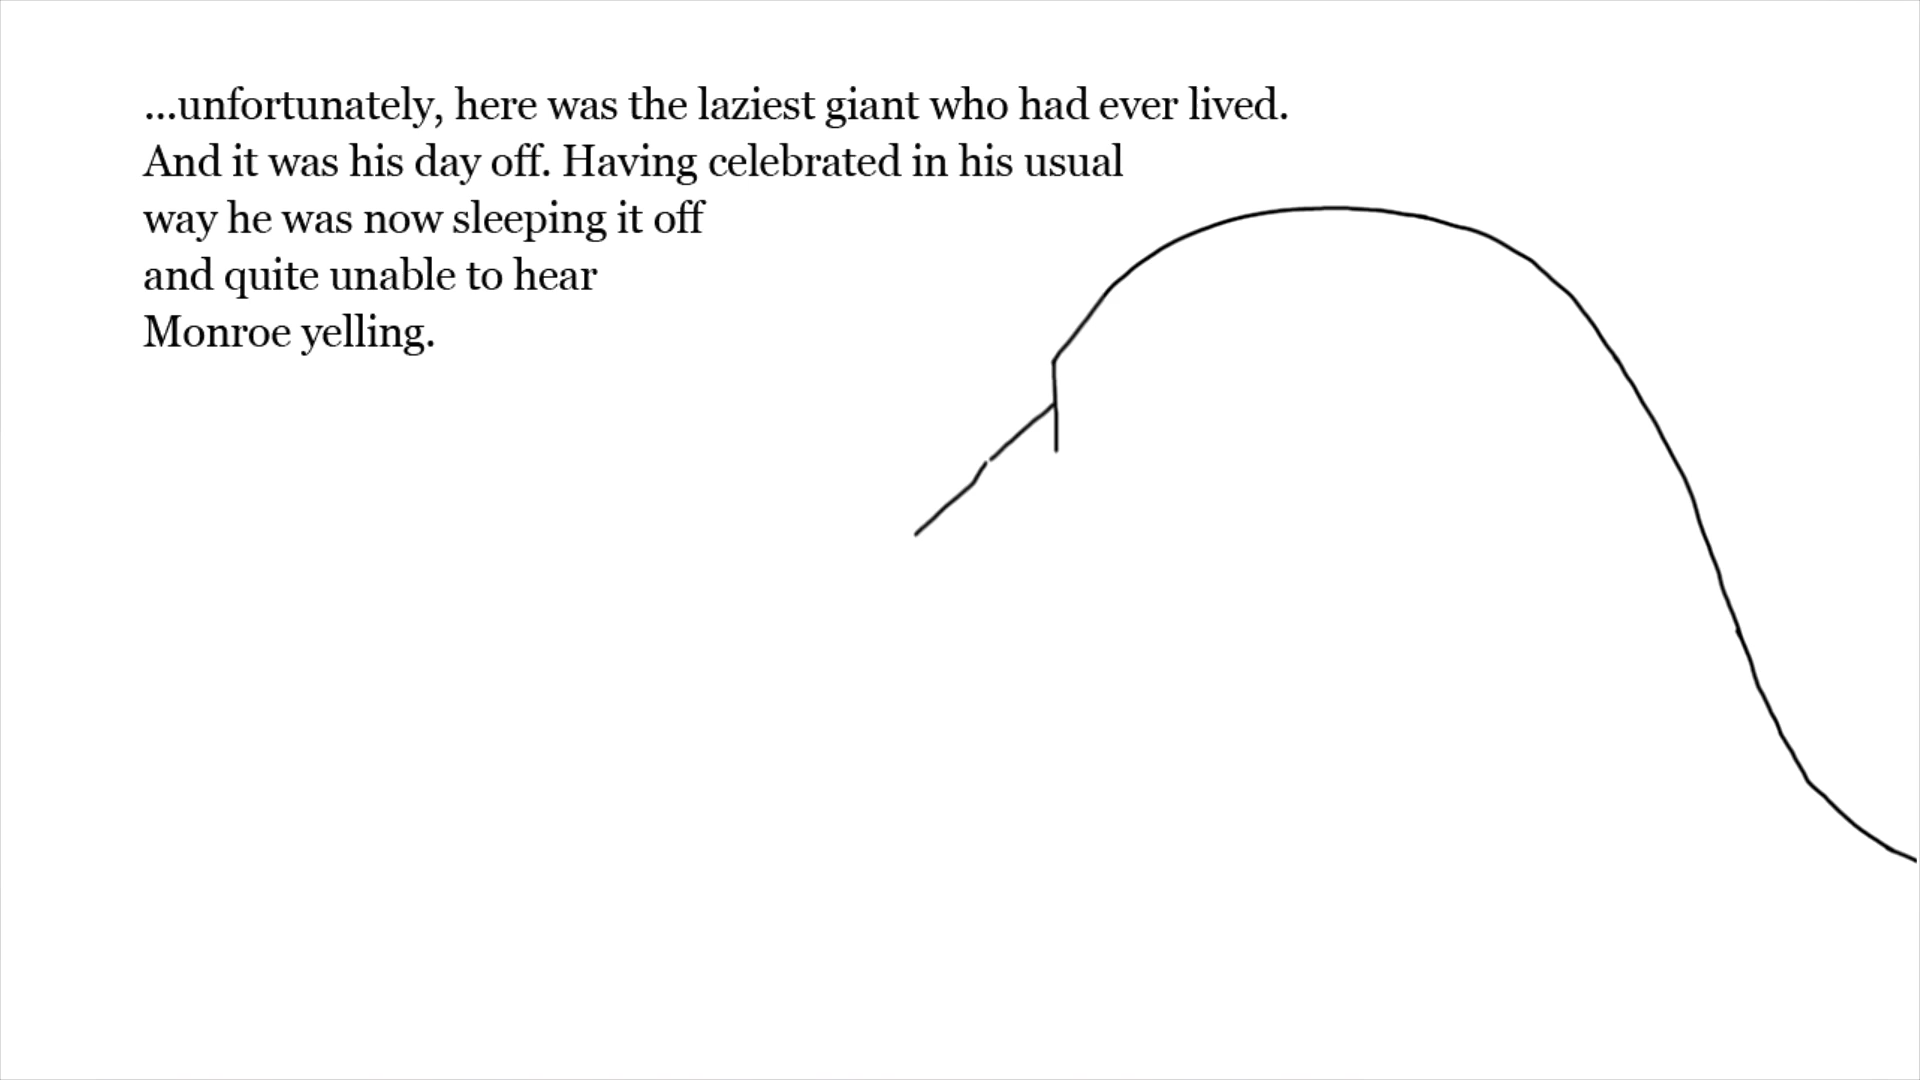 ...unfortunately, here was the laziest giant who had ever lived.
And it was his day off. Having celebrated in his usual
way he was now sleeping it off
and quite unable to hear
Monroe yelling.